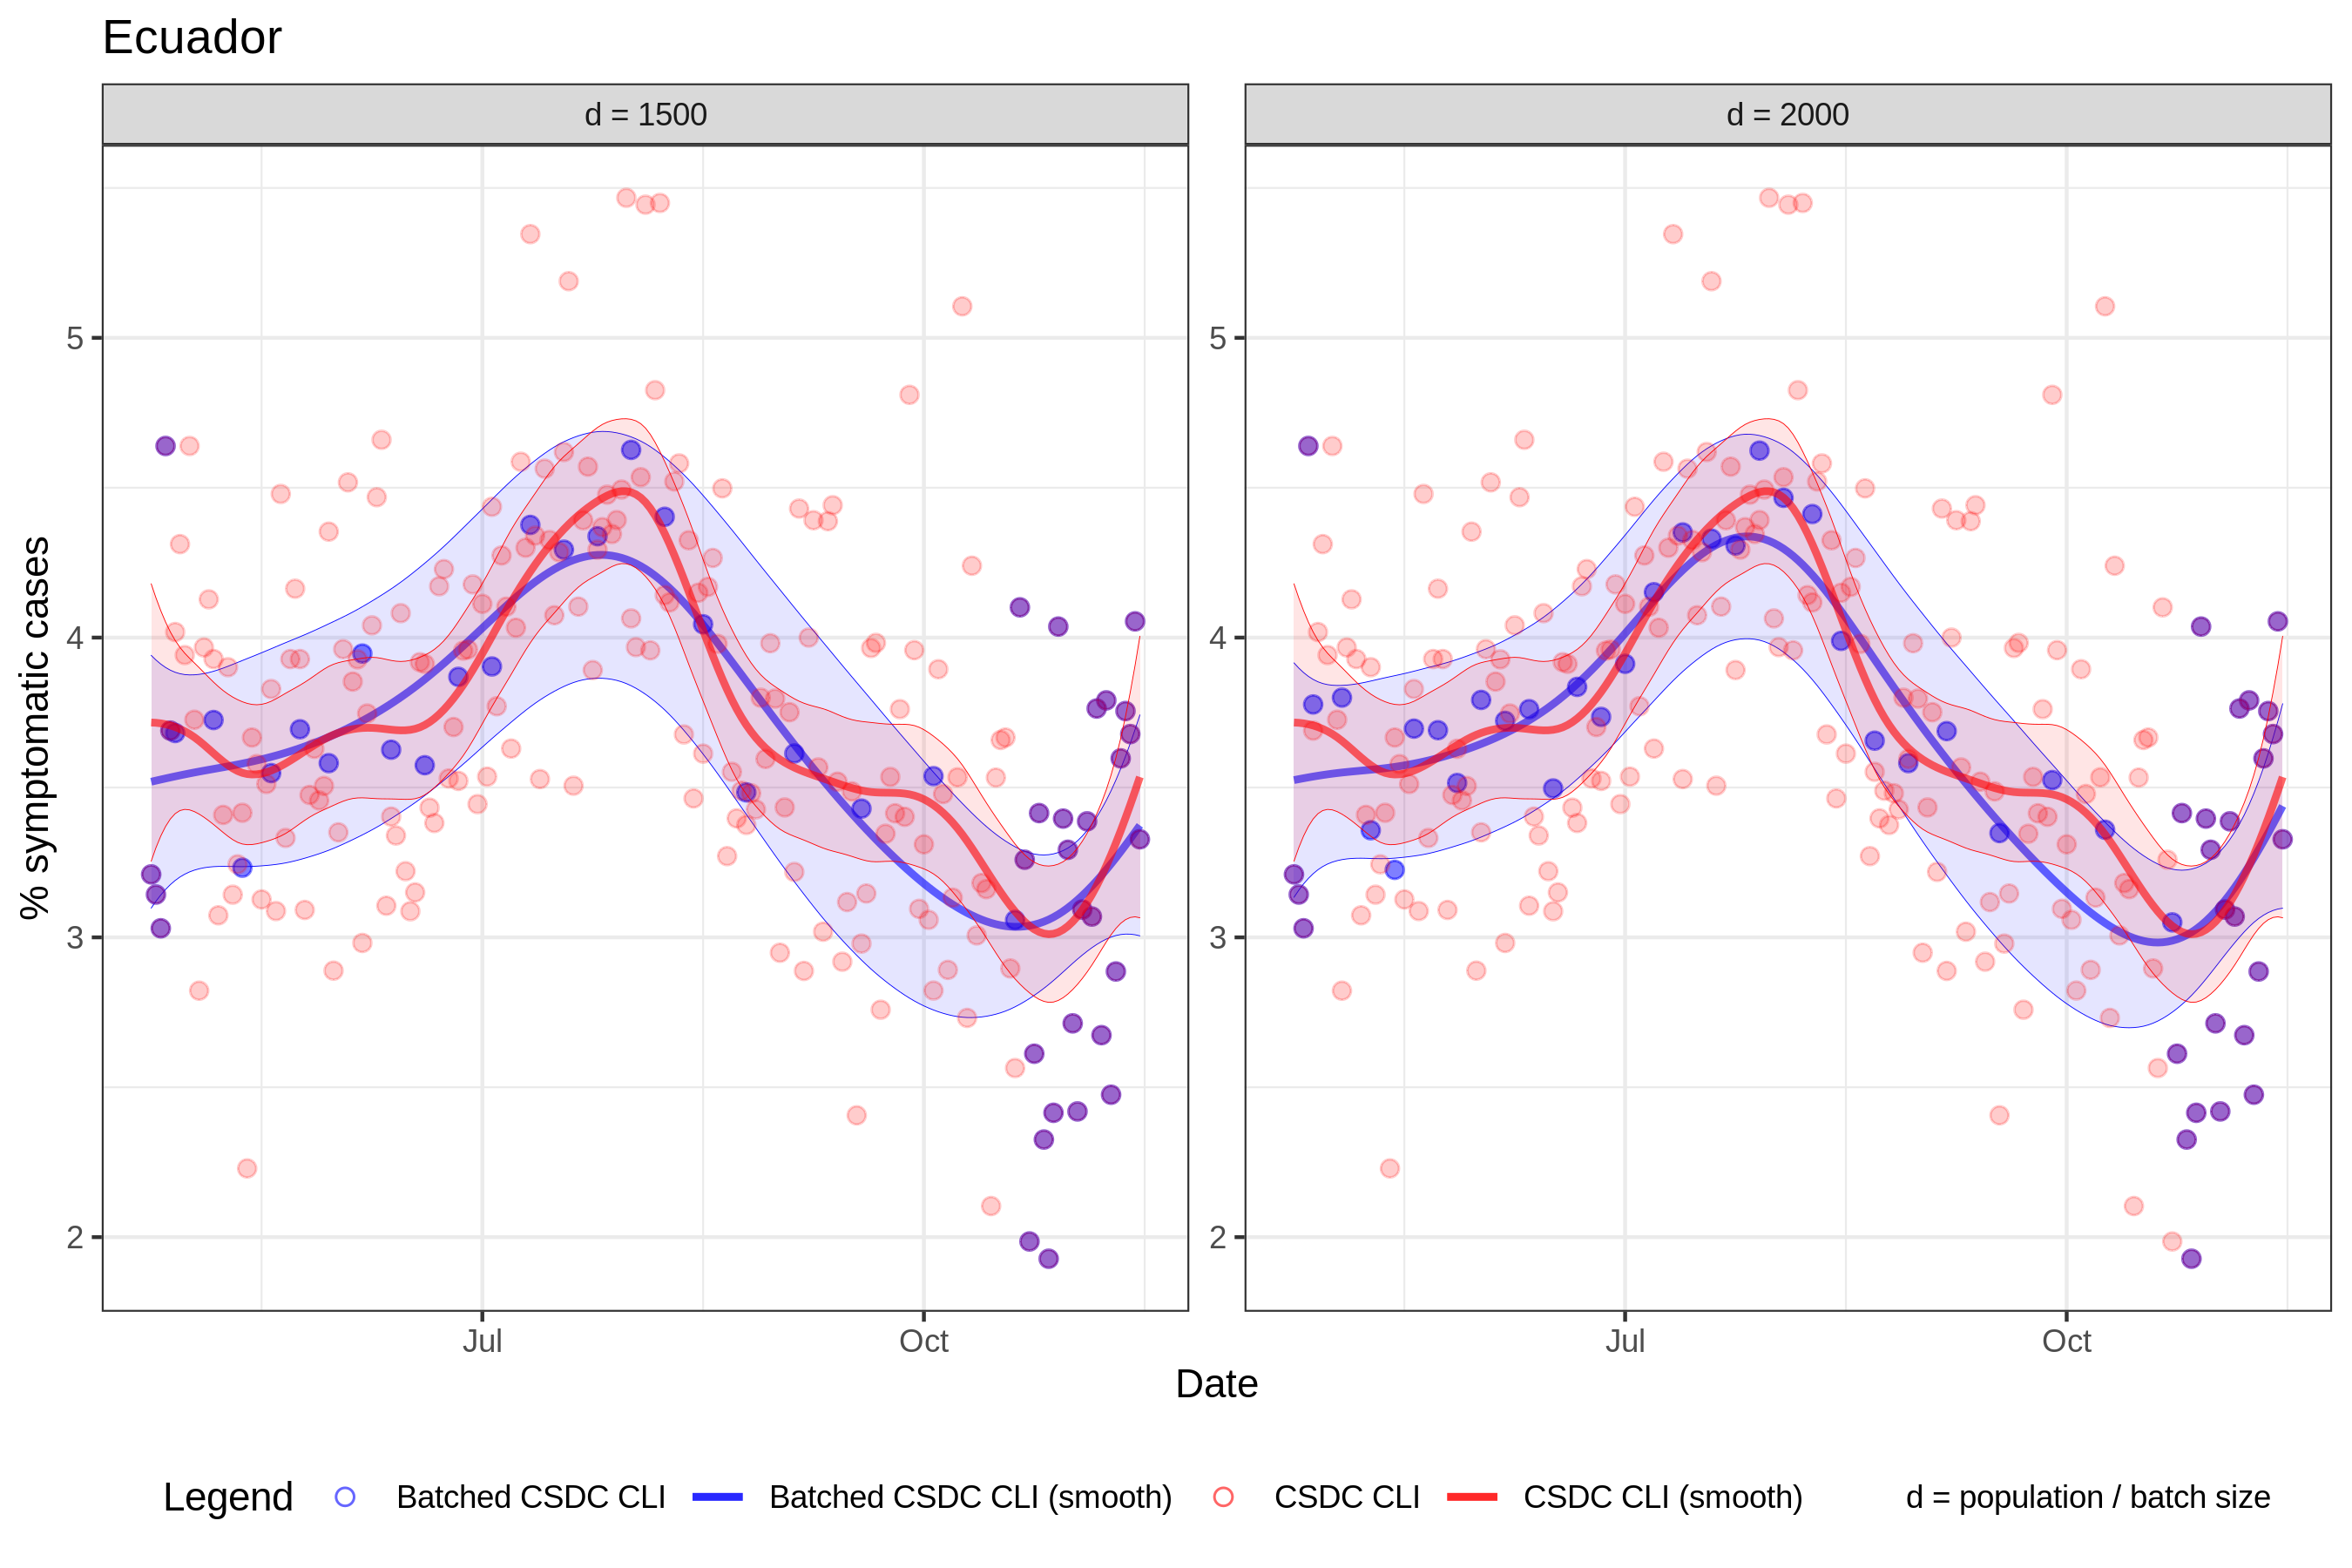 Ecuador
d = 1500
d = 2000
% symptomatic cases
5
4
3
2
5
4
3
2
Jul
Oct
Jul
Oct
Date
Legend
Batched CSDC CLI
Batched CSDC CLI (smooth)
CSDC CLI
CSDC CLI (smooth)
d = population / batch size